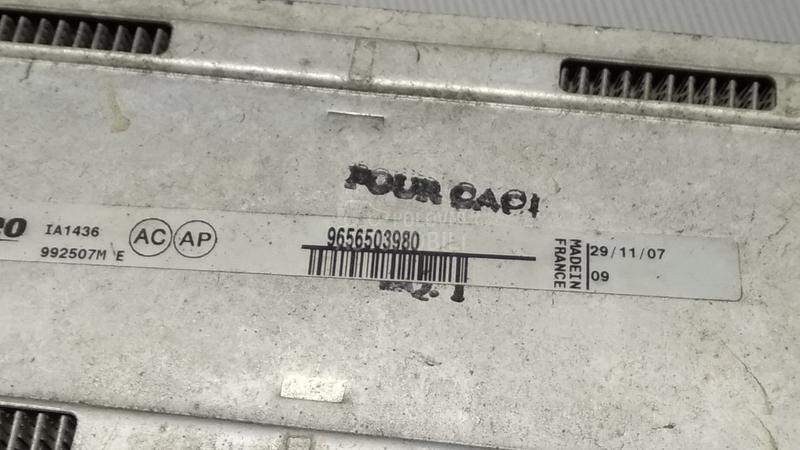 POUR CAPI
IA1436
992507M E
AC
AP
9656503980
MADE IN
FRANCE
29/11/07
09